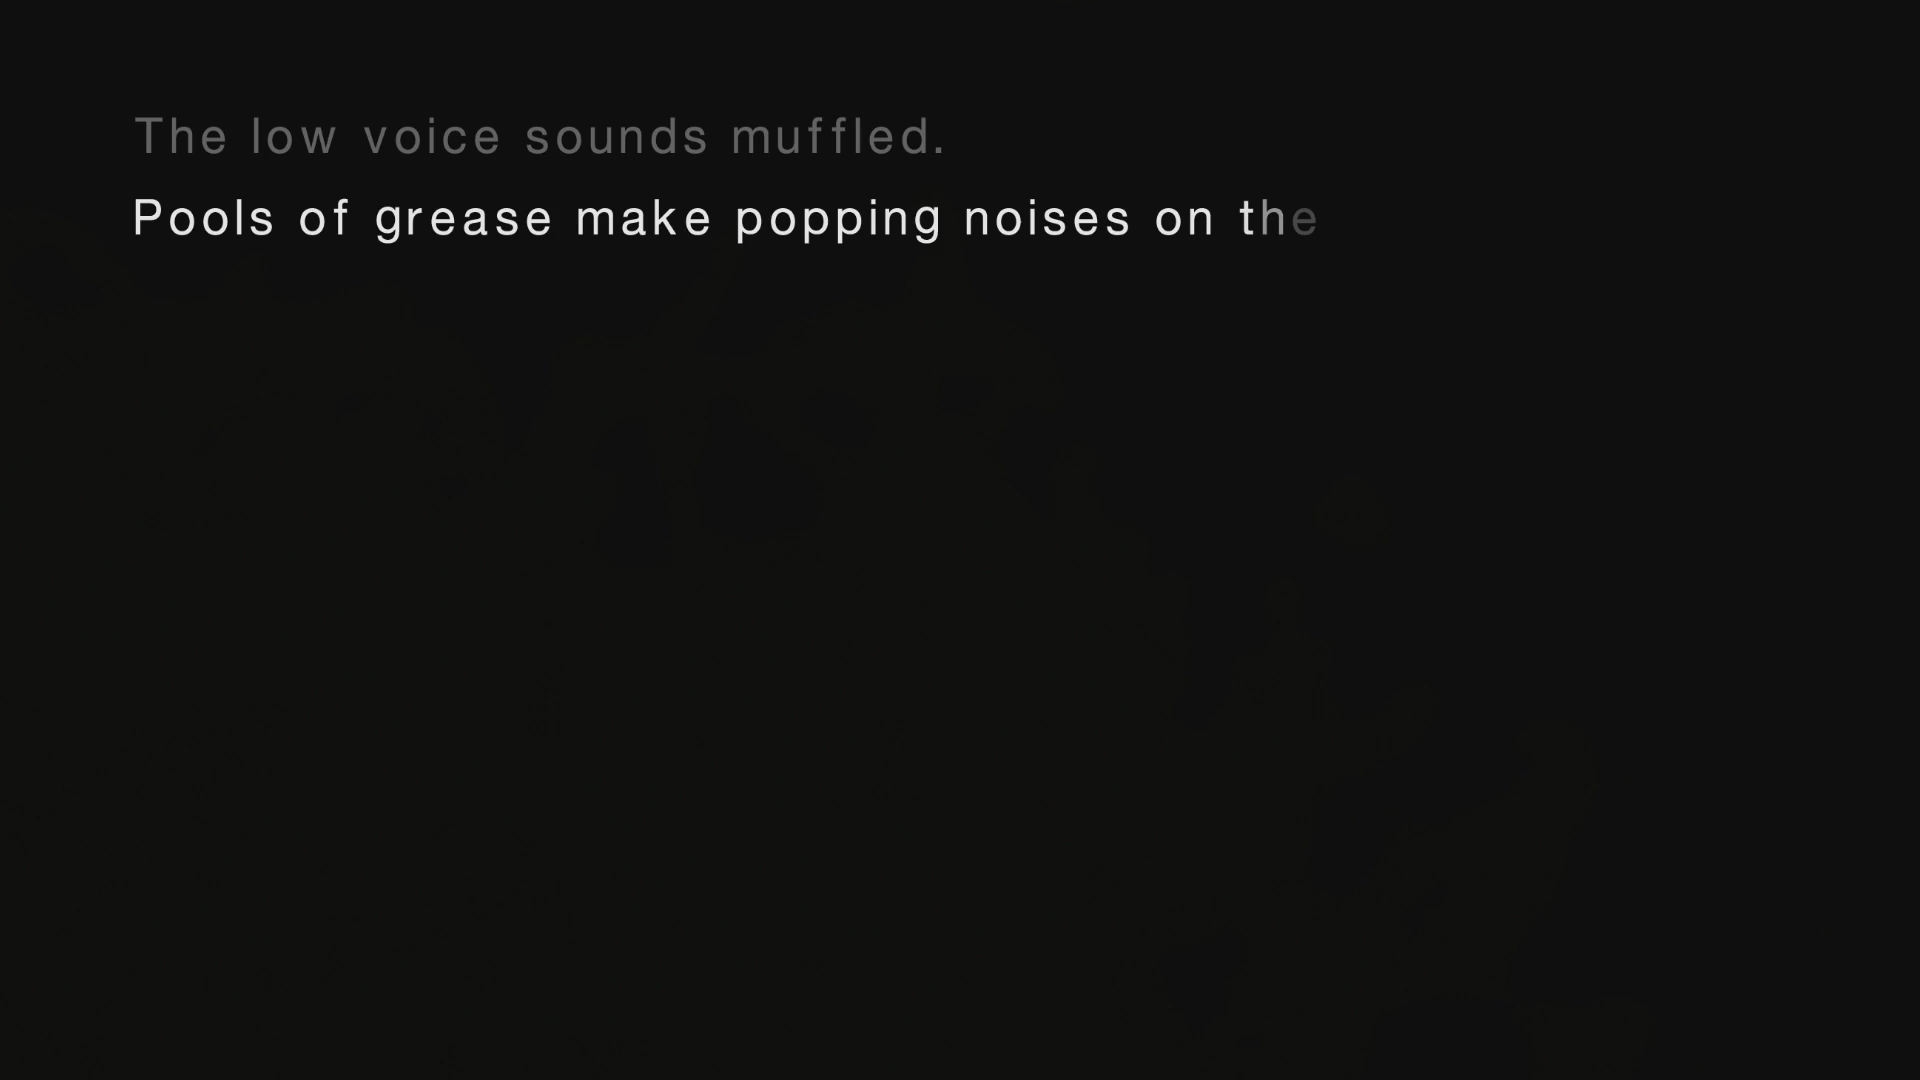 The low voice sounds muffled.
Pools of grease make popping noises on the